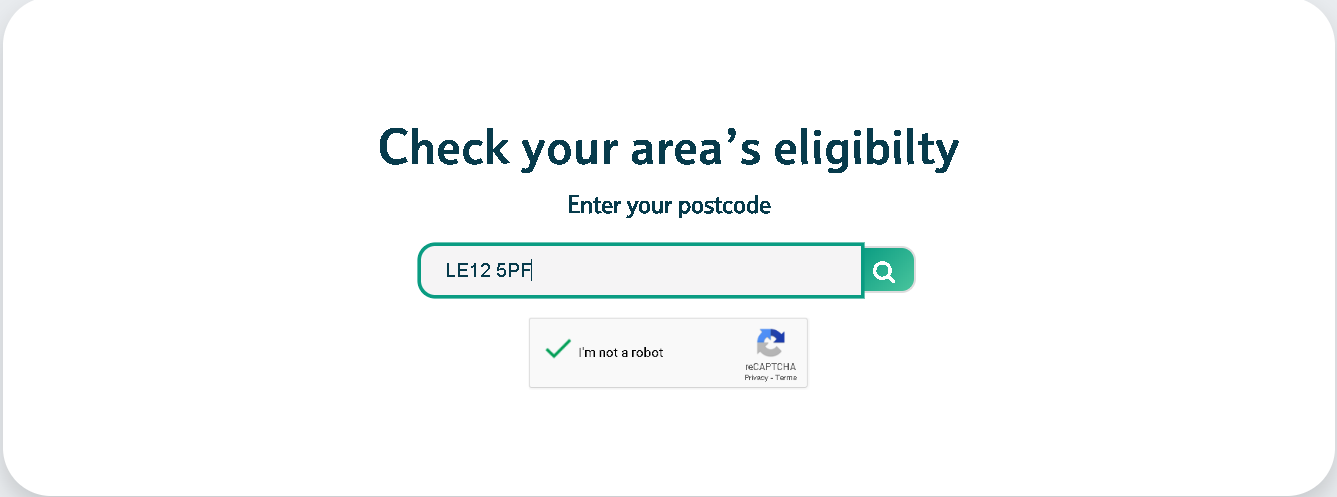 Check your area’s eligibilty
Enter your postcode
LE12 5PF
I'm not a robot
reCAPTCHA
Privacy - Terms